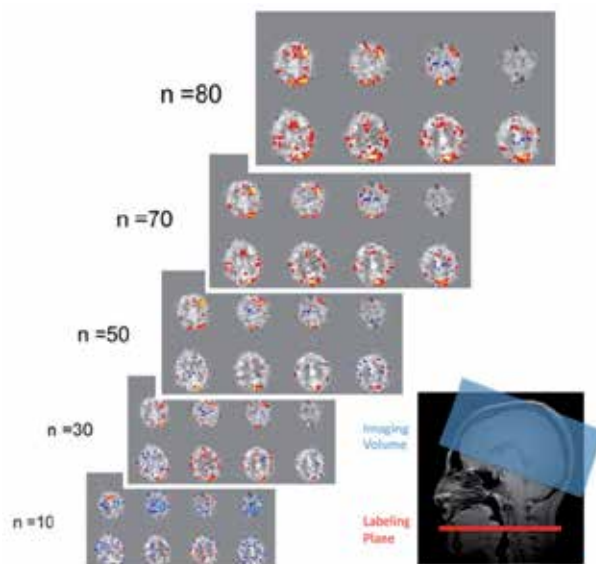 n =80
n =70
n =50
n =30
n =10
Imaging
Volume
Labeling
Plane